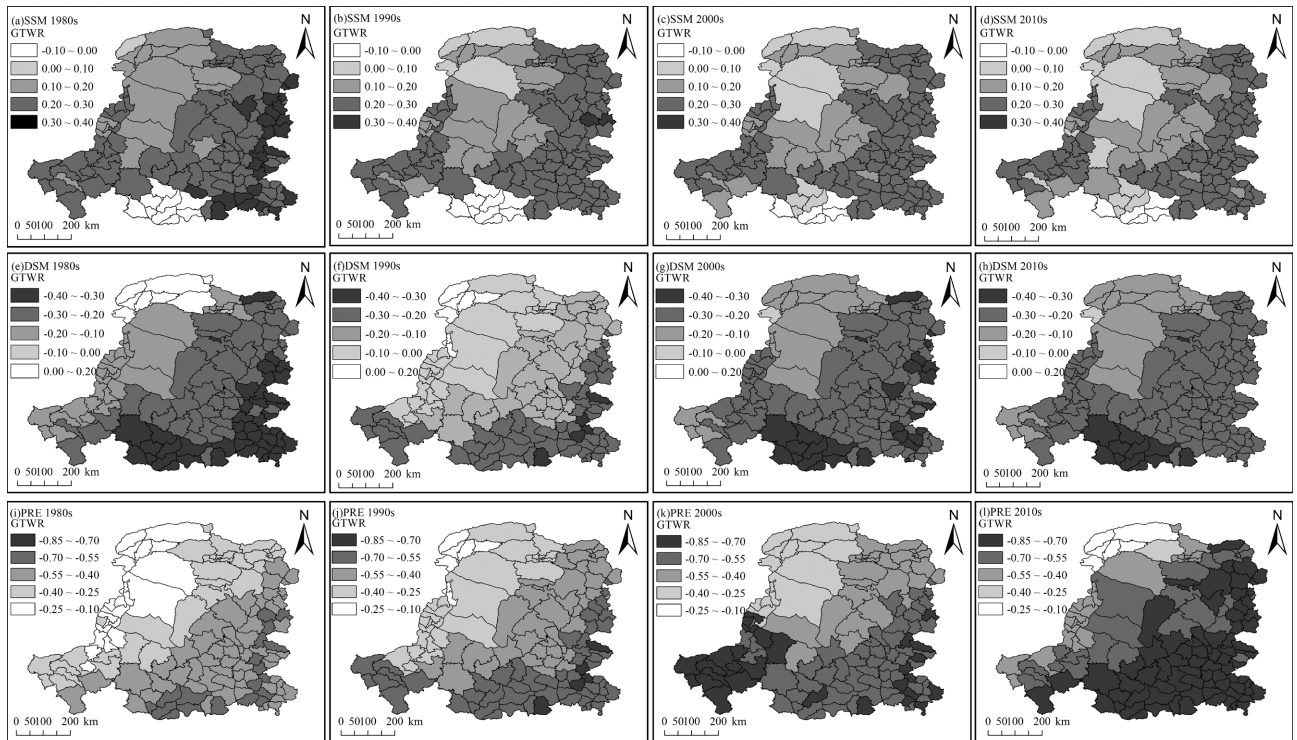 (a)SSM 1980s
GTWR
-0.10 ~ 0.00
0.00 ~ 0.10
0.10 ~ 0.20
0.20 ~ 0.30
0.30 ~ 0.40
N
0 50100 200 km
(b)SSM 1990s
GTWR
-0.10 ~ 0.00
0.00 ~ 0.10
0.10 ~ 0.20
0.20 ~ 0.30
0.30 ~ 0.40
N
0 50100 200 km
(c)SSM 2000s
GTWR
-0.10 ~ 0.00
0.00 ~ 0.10
0.10 ~ 0.20
0.20 ~ 0.30
0.30 ~ 0.40
N
0 50100 200 km
(d)SSM 2010s
GTWR
-0.10 ~ 0.00
0.00 ~ 0.10
0.10 ~ 0.20
0.20 ~ 0.30
0.30 ~ 0.40
N
0 50100 200 km
(e)DSM 1980s
GTWR
-0.40 ~ -0.30
-0.30 ~ -0.20
-0.20 ~ -0.10
-0.10 ~ 0.00
0.00 ~ 0.20
N
0 50100 200 km
(f)DSM 1990s
GTWR
-0.40 ~ -0.30
-0.30 ~ -0.20
-0.20 ~ -0.10
-0.10 ~ 0.00
0.00 ~ 0.20
N
0 50100 200 km
(g)DSM 2000s
GTWR
-0.40 ~ -0.30
-0.30 ~ -0.20
-0.20 ~ -0.10
-0.10 ~ 0.00
0.00 ~ 0.20
N
0 50100 200 km
(h)DSM 2010s
GTWR
-0.40 ~ -0.30
-0.30 ~ -0.20
-0.20 ~ -0.10
-0.10 ~ 0.00
0.00 ~ 0.20
N
0 50100 200 km
(i)PRE 1980s
GTWR
-0.85 ~ -0.70
-0.70 ~ -0.55
-0.55 ~ -0.40
-0.40 ~ -0.25
-0.25 ~ -0.10
N
0 50100 200 km
(j)PRE 1990s
GTWR
-0.85 ~ -0.70
-0.70 ~ -0.55
-0.55 ~ -0.40
-0.40 ~ -0.25
-0.25 ~ -0.10
N
0 50100 200 km
(k)PRE 2000s
GTWR
-0.85 ~ -0.70
-0.70 ~ -0.55
-0.55 ~ -0.40
-0.40 ~ -0.25
-0.25 ~ -0.10
N
0 50100 200 km
(l)PRE 2010s
GTWR
-0.85 ~ -0.70
-0.70 ~ -0.55
-0.55 ~ -0.40
-0.40 ~ -0.25
-0.25 ~ -0.10
N
0 50100 200 km